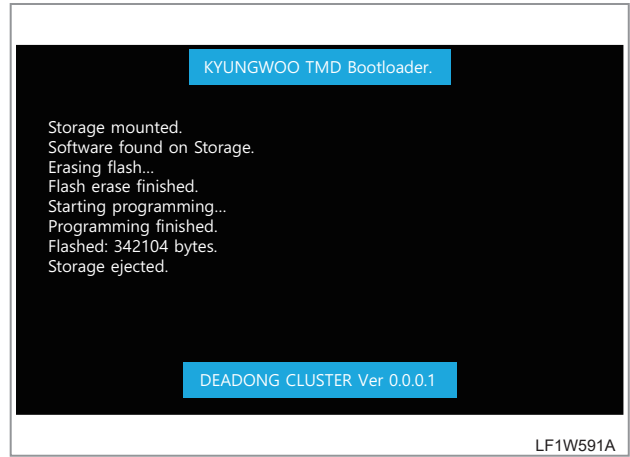 KYUNGWOO TMD Bootloader.
Storage mounted.
Software found on Storage.
Erasing flash...
Flash erase finished.
Starting programming...
Programming finished.
Flashed: 342104 bytes.
Storage ejected.
DEADONG CLUSTER Ver 0.0.0.1
LF1W591A